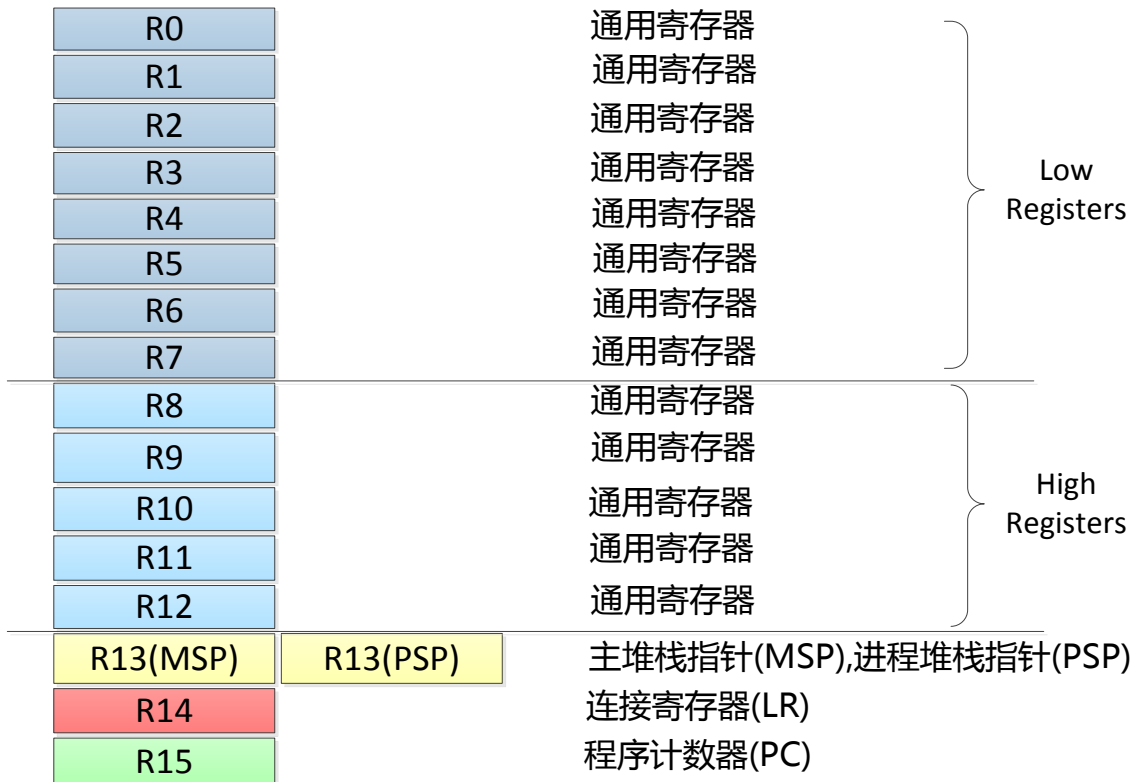 R0 通用寄存器
R1 通用寄存器
R2 通用寄存器
R3 通用寄存器
Low
Registers
R4 通用寄存器
R5 通用寄存器
R6 通用寄存器
R7 通用寄存器
R8 通用寄存器
R9 通用寄存器
R10 通用寄存器
High
Registers
R11 通用寄存器
R12 通用寄存器
R13(MSP) R13(PSP) 主堆栈指针(MSP),进程堆栈指针(PSP)
R14 连接寄存器(LR)
R15 程序计数器(PC)